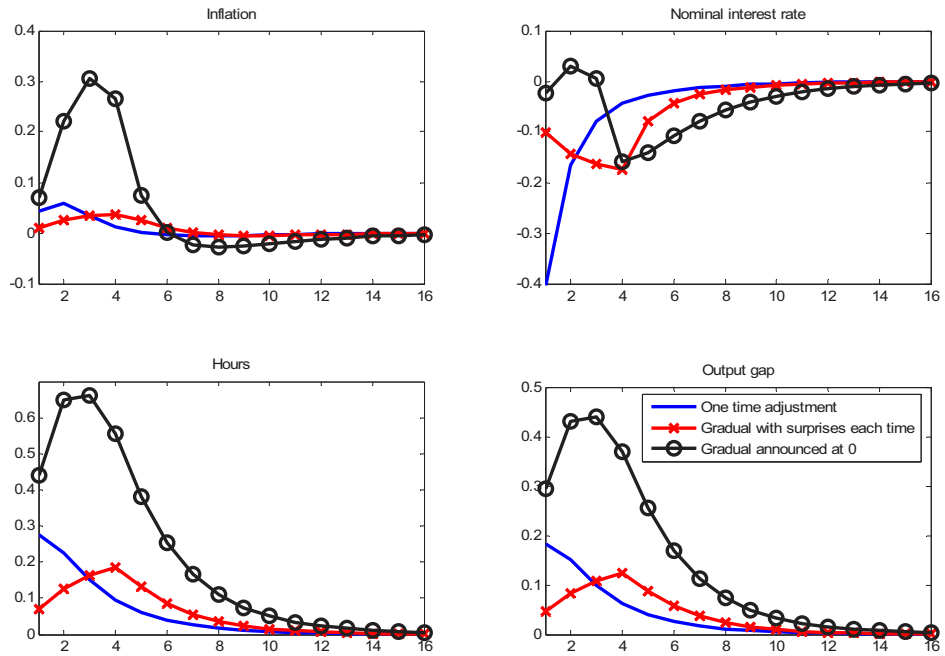 Inflation
0.4
0.3
0.2
0.1
0
-0.1
2 4 6 8 10 12 14 16
Nominal interest rate
0.1
0
-0.1
-0.2
-0.3
-0.4
2 4 6 8 10 12 14 16
Hours
0.6
0.5
0.4
0.3
0.2
0.1
0
2 4 6 8 10 12 14 16
Output gap
0.5
0.4
0.3
0.2
0.1
0
2 4 6 8 10 12 14 16
One time adjustment
Gradual with surprises each time
Gradual announced at 0